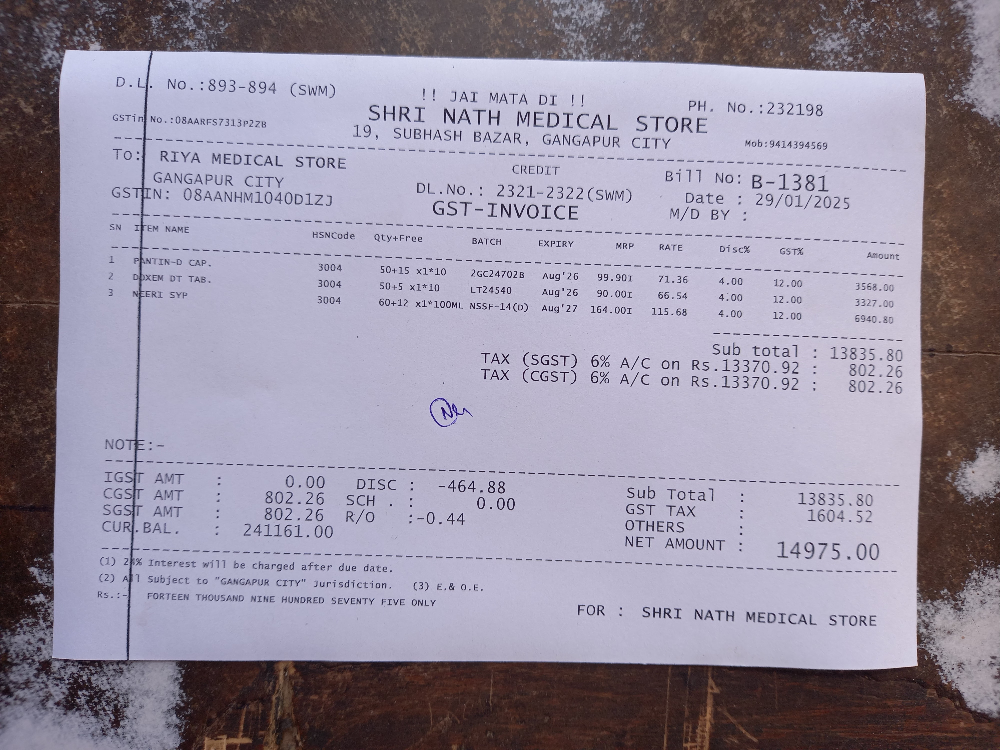 D.L. No.:893-894 (SWM)
!! JAI MATA DI !!
PH. No.:232198
GSTin No.:08AARFS7313P2ZB
SHRI NATH MEDICAL STORE
19, SUBHASH BAZAR, GANGAPUR CITY
Mob:9414394569
To: RIYA MEDICAL STORE
CREDIT
Bill No: B-1381
GANGAPUR CITY
DL.No.: 2321-2322(SWM)
Date : 29/01/2025
GSTIN: 08AANHM1040D1ZJ
GST-INVOICE
M/D BY :
SN ITEM NAME HSNCode Qty+Free BATCH EXPIRY MRP RATE Disc% GST% Amount
1 PANTIN-D CAP. 3004 50+15 x1*10 2GC24702B Aug'26 99.90I 71.36 4.00 12.00 3568.00
2 DOXEM DT TAB. 3004 50+5 x1*10 LT24540 Aug'26 90.00I 66.54 4.00 12.00 3327.00
3 NEERI SYP 3004 60+12 x1*100ML NSSF-14(D) Aug'27 164.00I 115.68 4.00 12.00 6940.80
Sub total : 13835.80
TAX (SGST) 6% A/C on Rs.13370.92 : 802.26
TAX (CGST) 6% A/C on Rs.13370.92 : 802.26
NOTE:-
IGST AMT : 0.00 DISC : -464.88 Sub Total : 13835.80
CGST AMT : 802.26 SCH . : 0.00 GST TAX : 1604.52
SGST AMT : 802.26 R/O :-0.44 OTHERS :
CUR.BAL. : 241161.00 NET AMOUNT : 14975.00
(1) 24% Interest will be charged after due date.
(2) All Subject to "GANGAPUR CITY" Jurisdiction. (3) E.& O.E.
Rs.:- FORTEEN THOUSAND NINE HUNDRED SEVENTY FIVE ONLY
FOR : SHRI NATH MEDICAL STORE